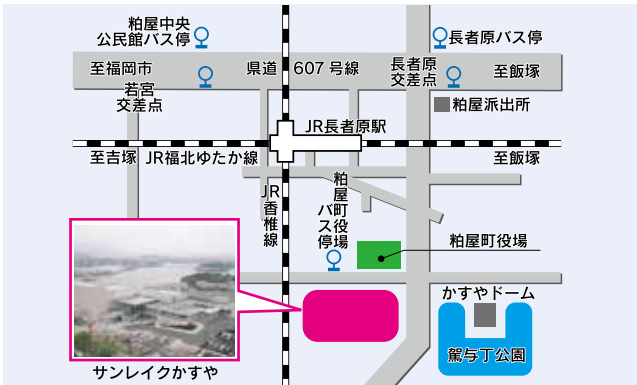 粕屋中央
公民館バス停
長者原バス停
至福岡市
県道
607号線
長者原
交差点
至飯塚
若宮
交差点
粕屋派出所
JR長者原駅
至吉塚
JR福北ゆたか線
至飯塚
JR香椎線
粕屋町役場
バス停
粕屋町役場
かすやドーム
駕与丁公園
サンレイクかすや